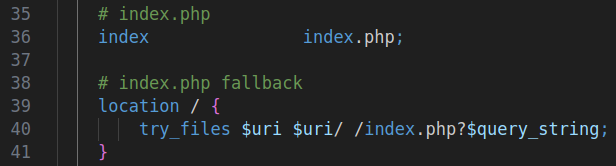 35 # index.php
36 index index.php;
37
38 # index.php fallback
39 location / {
40 try_files $uri $uri/ /index.php?$query_string;
41 }